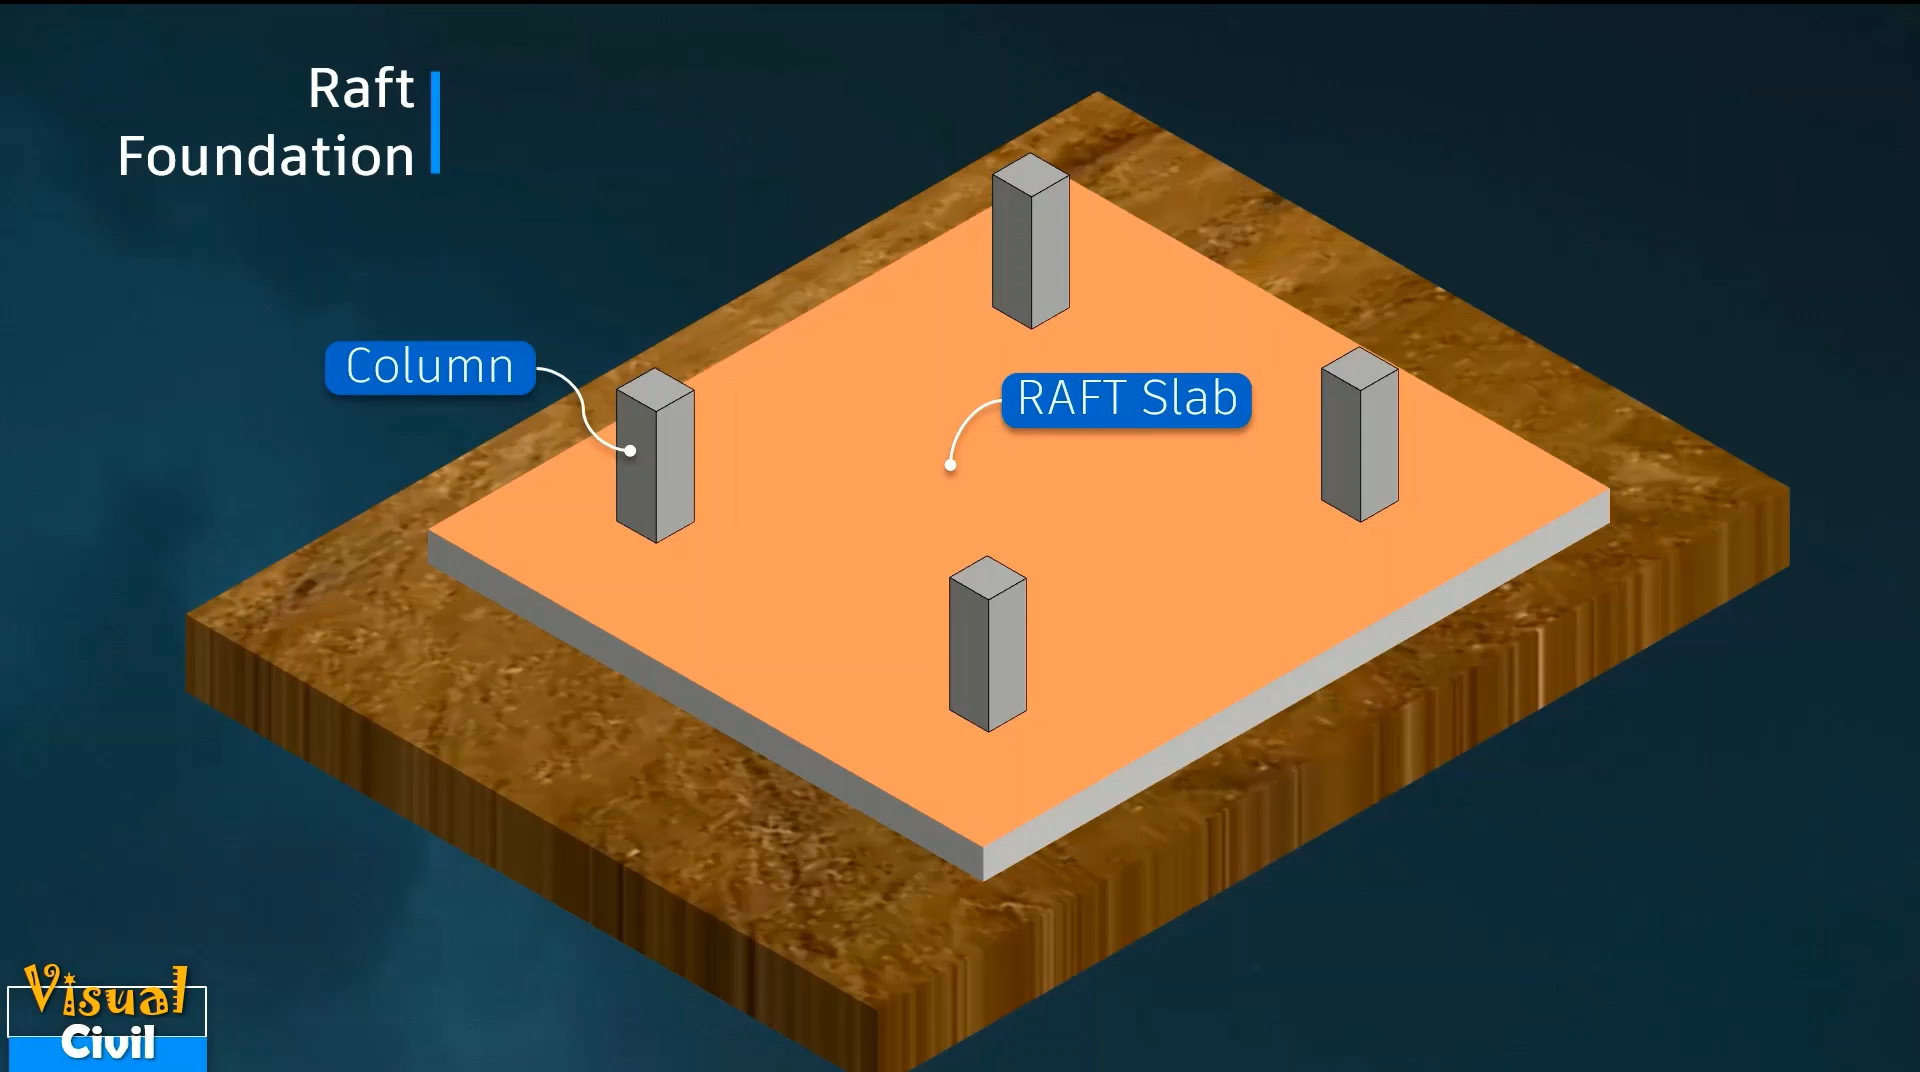 Raft
Foundation
Column
RAFT Slab
Visual
Civil